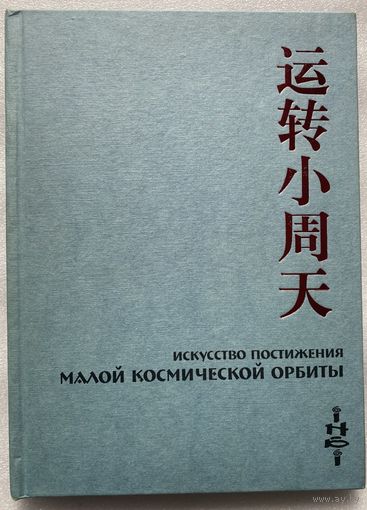 运转小周天
ИСКУССТВО ПОСТИЖЕНИЯ
МАЛОЙ КОСМИЧЕСКОЙ ОРБИТЫ